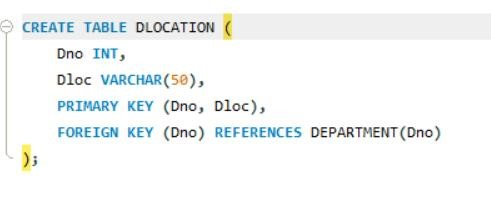 CREATE TABLE DLOCATION (
Dno INT,
Dloc VARCHAR(50),
PRIMARY KEY (Dno, Dloc),
FOREIGN KEY (Dno) REFERENCES DEPARTMENT(Dno)
);